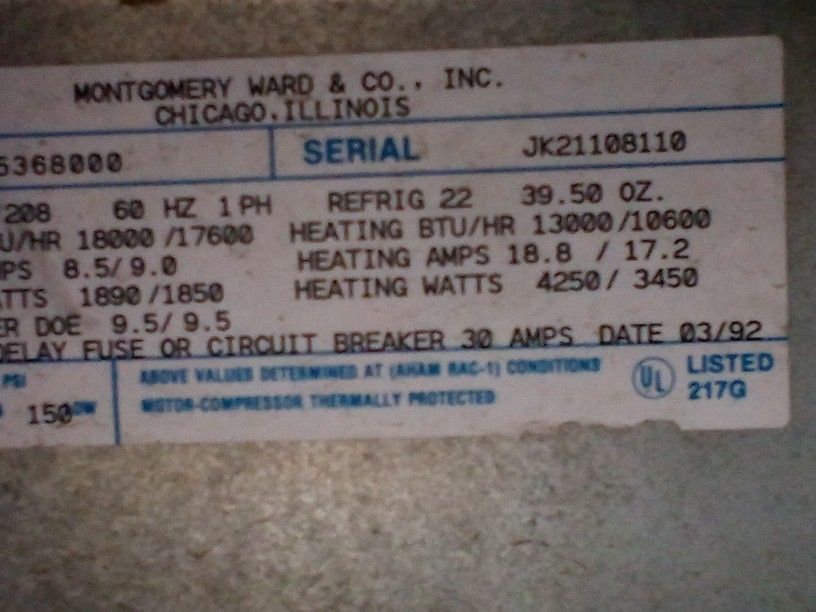 MONTGOMERY WARD & CO., INC.
CHICAGO, ILLINOIS
5368000 SERIAL JK21108110
208 60 HZ 1 PH REFRIG 22 39.50 OZ.
U/HR 18000/17600 HEATING BTU/HR 13000/10600
PS 8.5/9.0 HEATING AMPS 18.8 / 17.2
TTS 1890/1850 HEATING WATTS 4250/ 3450
ER DOE 9.5/9.5
DELAY FUSE OR CIRCUIT BREAKER 30 AMPS DATE 03/92
PSI ABOVE VALUES DETERMINED AT (AHAM RAC-1) CONDITIONS UL LISTED
150 MOTOR-COMPRESSOR THERMALLY PROTECTED 217G